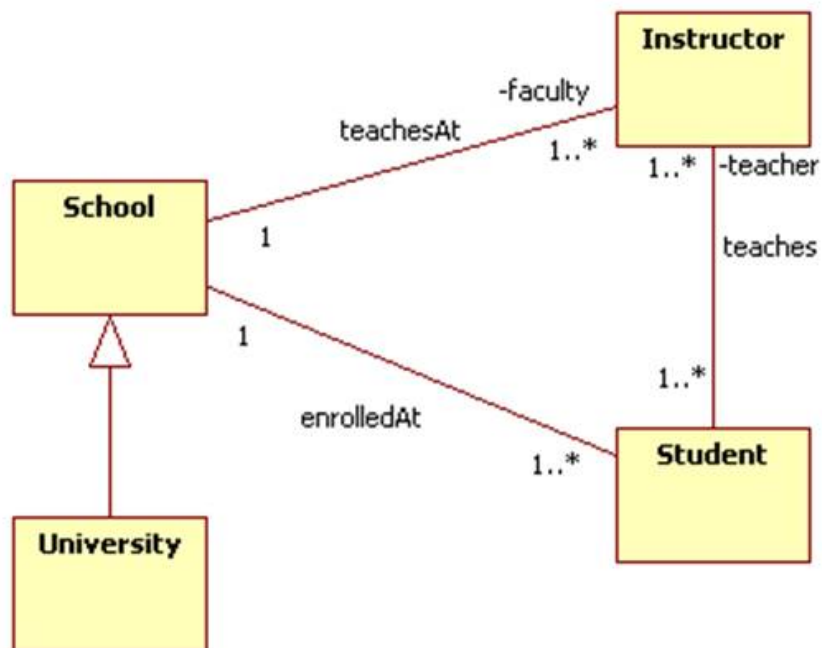 Instructor
-faculty
teachesAt
1..*
1..*
-teacher
School
1
teaches
1
1..*
enrolledAt
1..*
Student
University